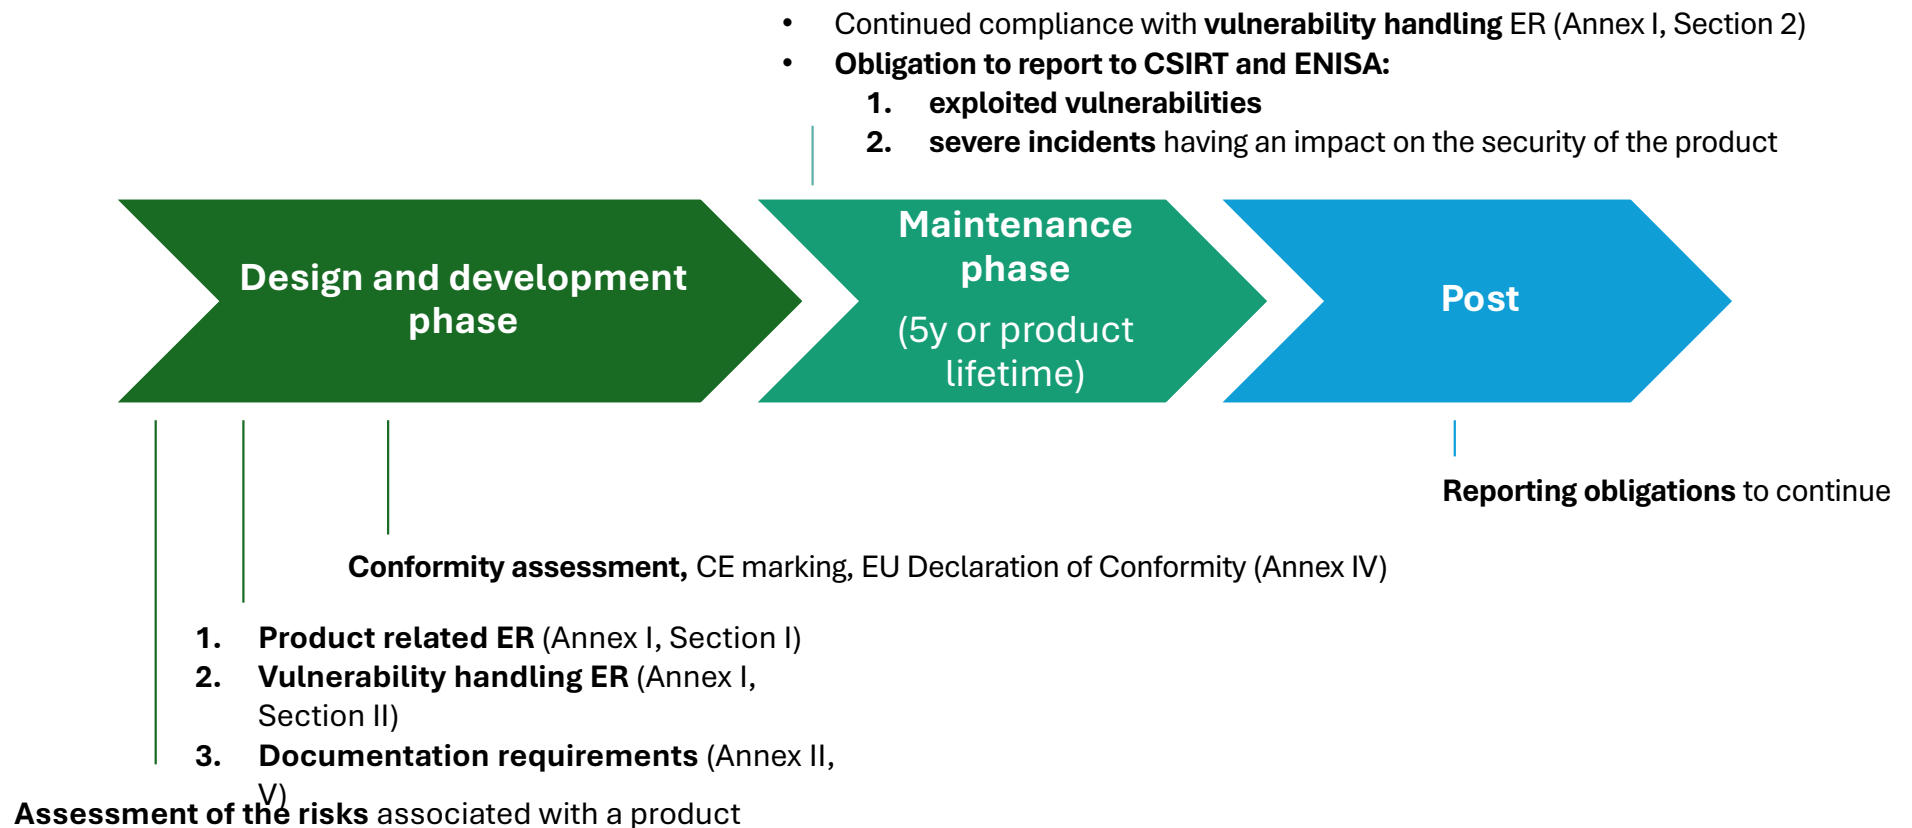 • Continued compliance with vulnerability handling ER (Annex I, Section 2)
• Obligation to report to CSIRT and ENISA:
1. exploited vulnerabilities
2. severe incidents having an impact on the security of the product
Design and development
phase
Maintenance
phase
(5y or product
lifetime)
Post
Reporting obligations to continue
Conformity assessment, CE marking, EU Declaration of Conformity (Annex IV)
1. Product related ER (Annex I, Section I)
2. Vulnerability handling ER (Annex I,
Section II)
3. Documentation requirements (Annex II,
V)
Assessment of the risks associated with a product